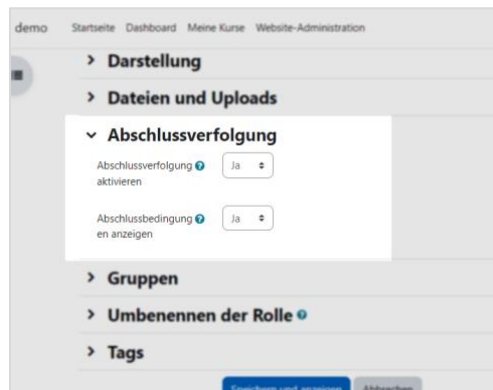 demo Startseite Dashboard Meine Kurse Website-Administration
Darstellung
Dateien und Uploads
Abschlussverfolgung
Abschlussverfolgung Ja
aktivieren
Abschlussbedingung Ja
en anzeigen
Gruppen
Umbenennen der Rolle
Tags
Speichern und anzeigen Abbrechen